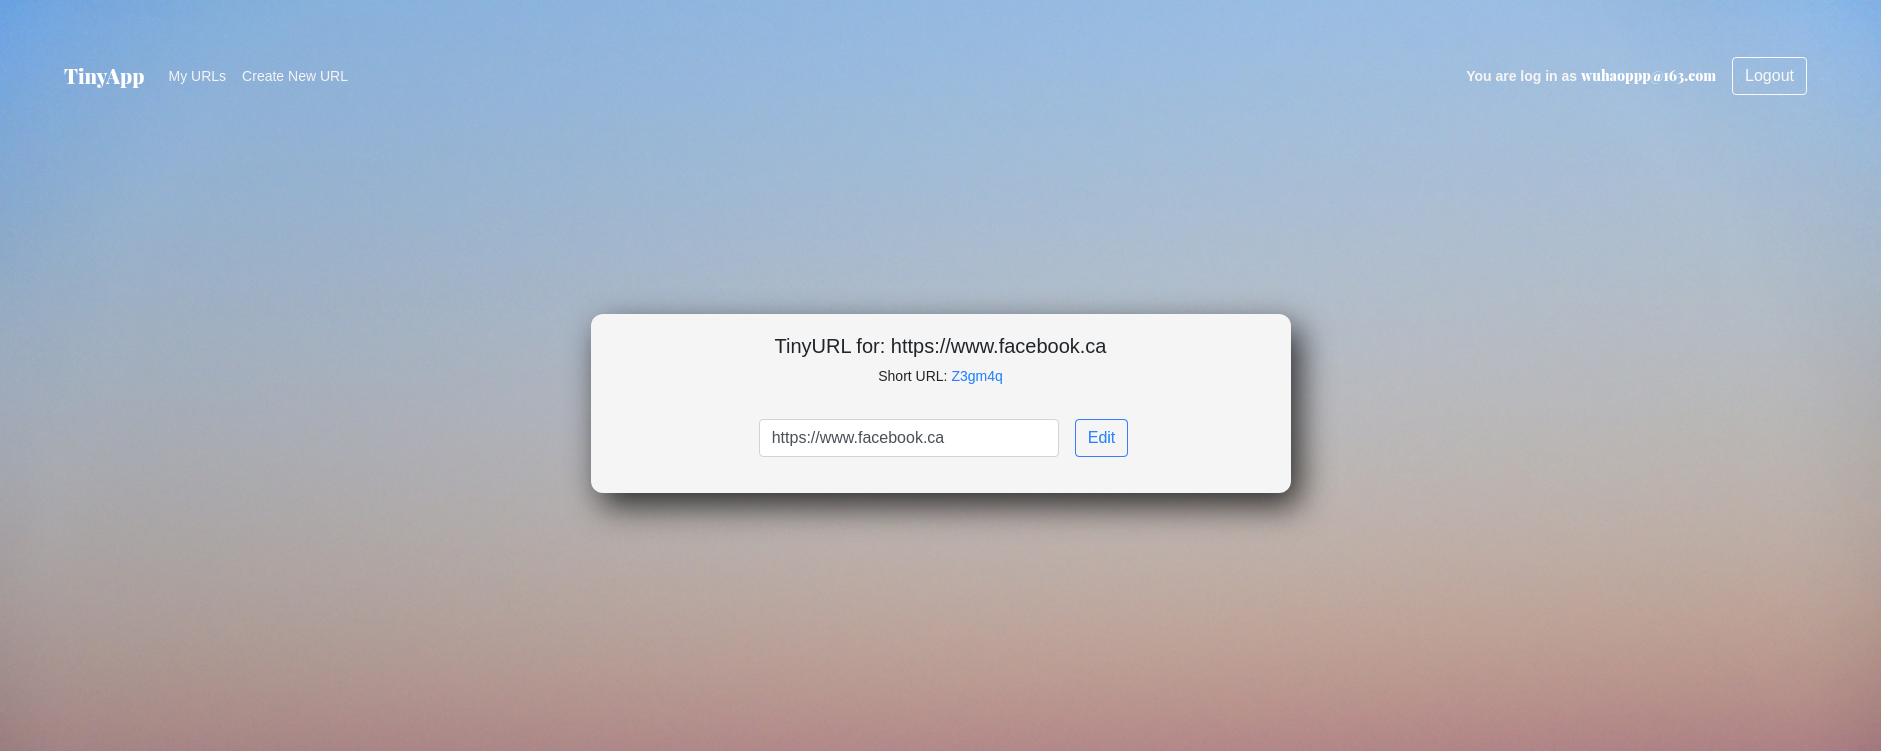 TinyApp My URLs Create New URL You are log in as wuhaoppp@163.com Logout
TinyURL for: https://www.facebook.ca
Short URL: Z3gm4q
https://www.facebook.ca Edit